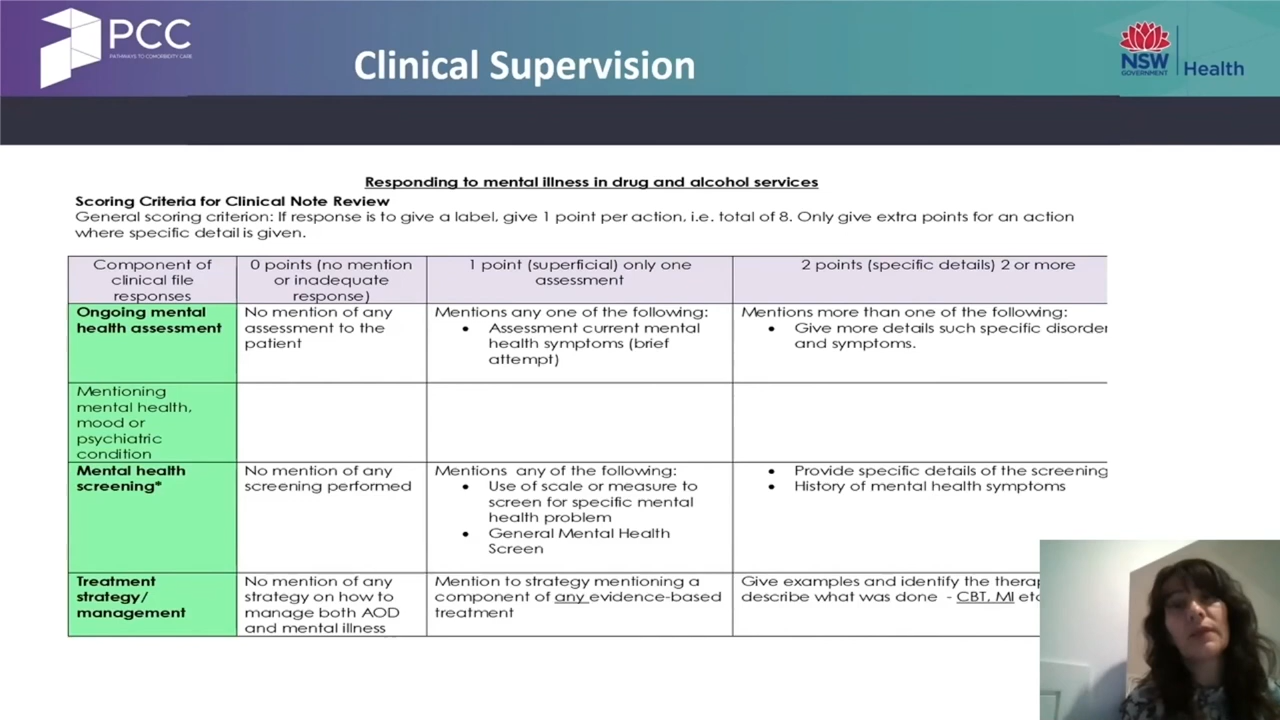 PCC
PATHWAYS TO COMORBIDITY CARE
Clinical Supervision
NSW
GOVERNMENT
Health
Responding to mental illness in drug and alcohol services
Scoring Criteria for Clinical Note Review
General scoring criterion: If response is to give a label, give 1 point per action, i.e. total of 8. Only give extra points for an action
where specific detail is given.
Component of
clinical file
responses
0 points (no mention
or inadequate
response)
1 point (superficial) only one
assessment
2 points (specific details) 2 or more
Ongoing mental
health assessment
No mention of any
assessment to the
patient
Mentions any one of the following:
• Assessment current mental
health symptoms (brief
attempt)
Mentions more than one of the following:
• Give more details such specific disorder
and symptoms.
Mentioning
mental health,
mood or
psychiatric
condition
Mental health
screening*
No mention of any
screening performed
Mentions any of the following:
• Use of scale or measure to
screen for specific mental
health problem
• General Mental Health
Screen
• Provide specific details of the screening
• History of mental health symptoms
Treatment
strategy/
management
No mention of any
strategy on how to
manage both AOD
and mental illness
Mention to strategy mentioning a
component of any evidence-based
treatment
Give examples and identify the therap
describe what was done - CBT, MI etc